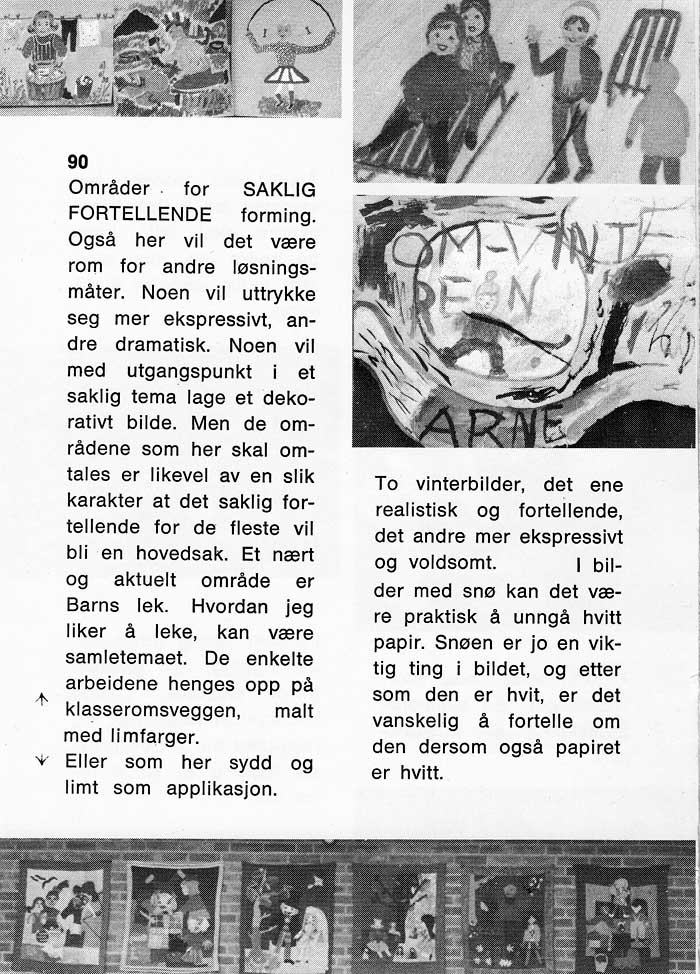 90
Områder for SAKLIG
FORTELLENDE forming.
Også her vil det være
rom for andre løsnings-
måter. Noen vil uttrykke
seg mer ekspressivt, an-
dre dramatisk. Noen vil
med utgangspunkt i et
saklig tema lage et deko-
rativt bilde. Men de om-
rådene som her skal om-
tales er likevel av en slik
karakter at det saklig for-
tellende for de fleste vil
bli en hovedsak. Et nært
og aktuelt område er
Barns lek. Hvordan jeg
liker å leke, kan være
samletemaet. De enkelte
arbeidene henges opp på
klasseromsveggen, malt
med limfarger.
Eller som her sydd og
limt som applikasjon.
OM-VINTE
REN
ARNE
To vinterbilder, det ene
realistisk og fortellende,
det andre mer ekspressivt
og voldsomt. I bil-
der med snø kan det væ-
re praktisk å unngå hvitt
papir. Snøen er jo en vik-
tig ting i bildet, og etter
som den er hvit, er det
vanskelig å fortelle om
den dersom også papiret
er hvitt.